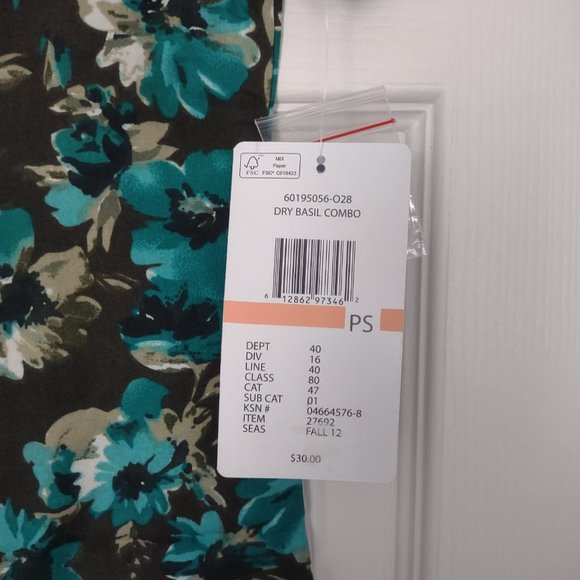 FSC
MIX
Paper
FSC® C016423
60195056-O28
DRY BASIL COMBO
6 12862 97346 2
PS
DEPT 40
DIV 16
LINE 40
CLASS 80
CAT 47
SUB CAT 01
KSN # 04664576-8
ITEM 27692
SEAS FALL 12
$30.00